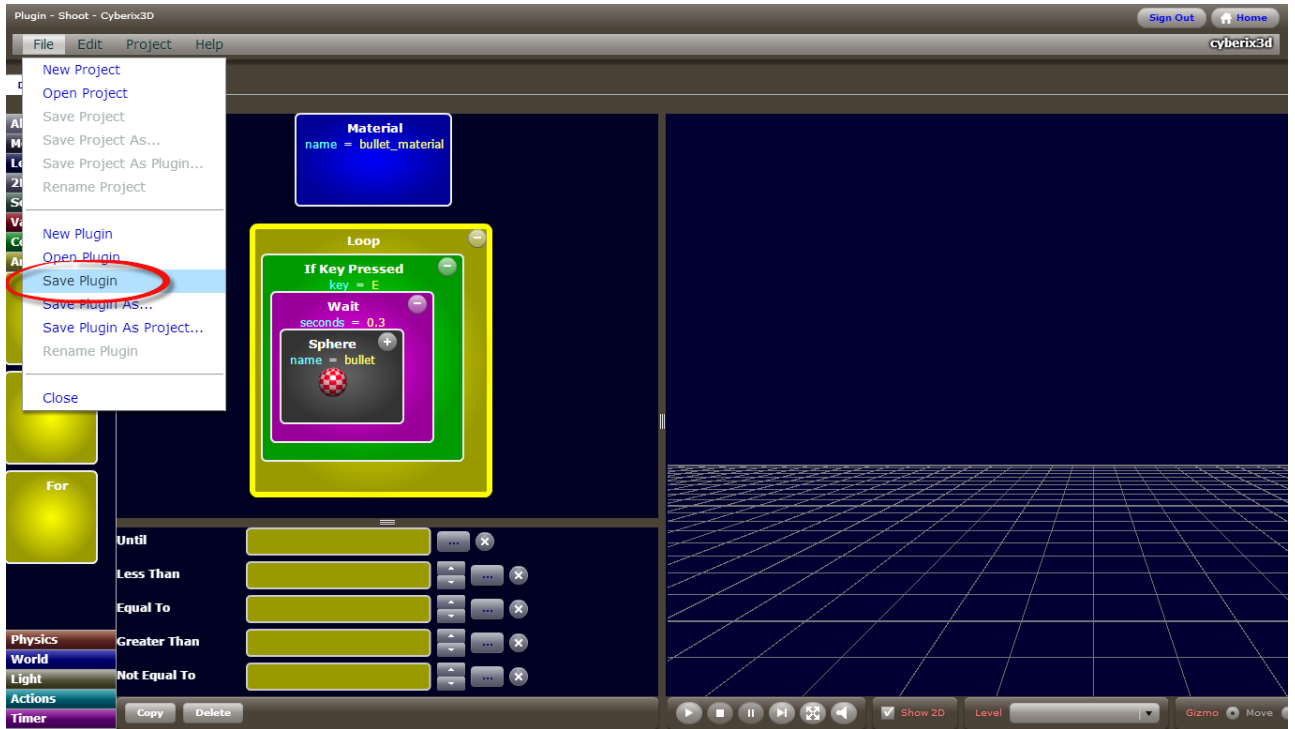 Plugin - Shoot - Cyberix3D
Sign Out
Home
File Edit Project Help
cyberix3d
New Project
Open Project
Save Project
Save Project As...
Save Project As Plugin...
Rename Project
New Plugin
Open Plugin
Save Plugin
Save Plugin As...
Save Plugin As Project...
Rename Plugin
Close
Material
name = bullet_material
Loop
If Key Pressed
key = E
Wait
seconds = 0.3
Sphere
name = bullet
For
Until ...
Less Than ...
Equal To ...
Greater Than ...
Not Equal To ...
Physics
World
Light
Actions
Timer
Copy Delete
Show 2D Level Gizmo Move